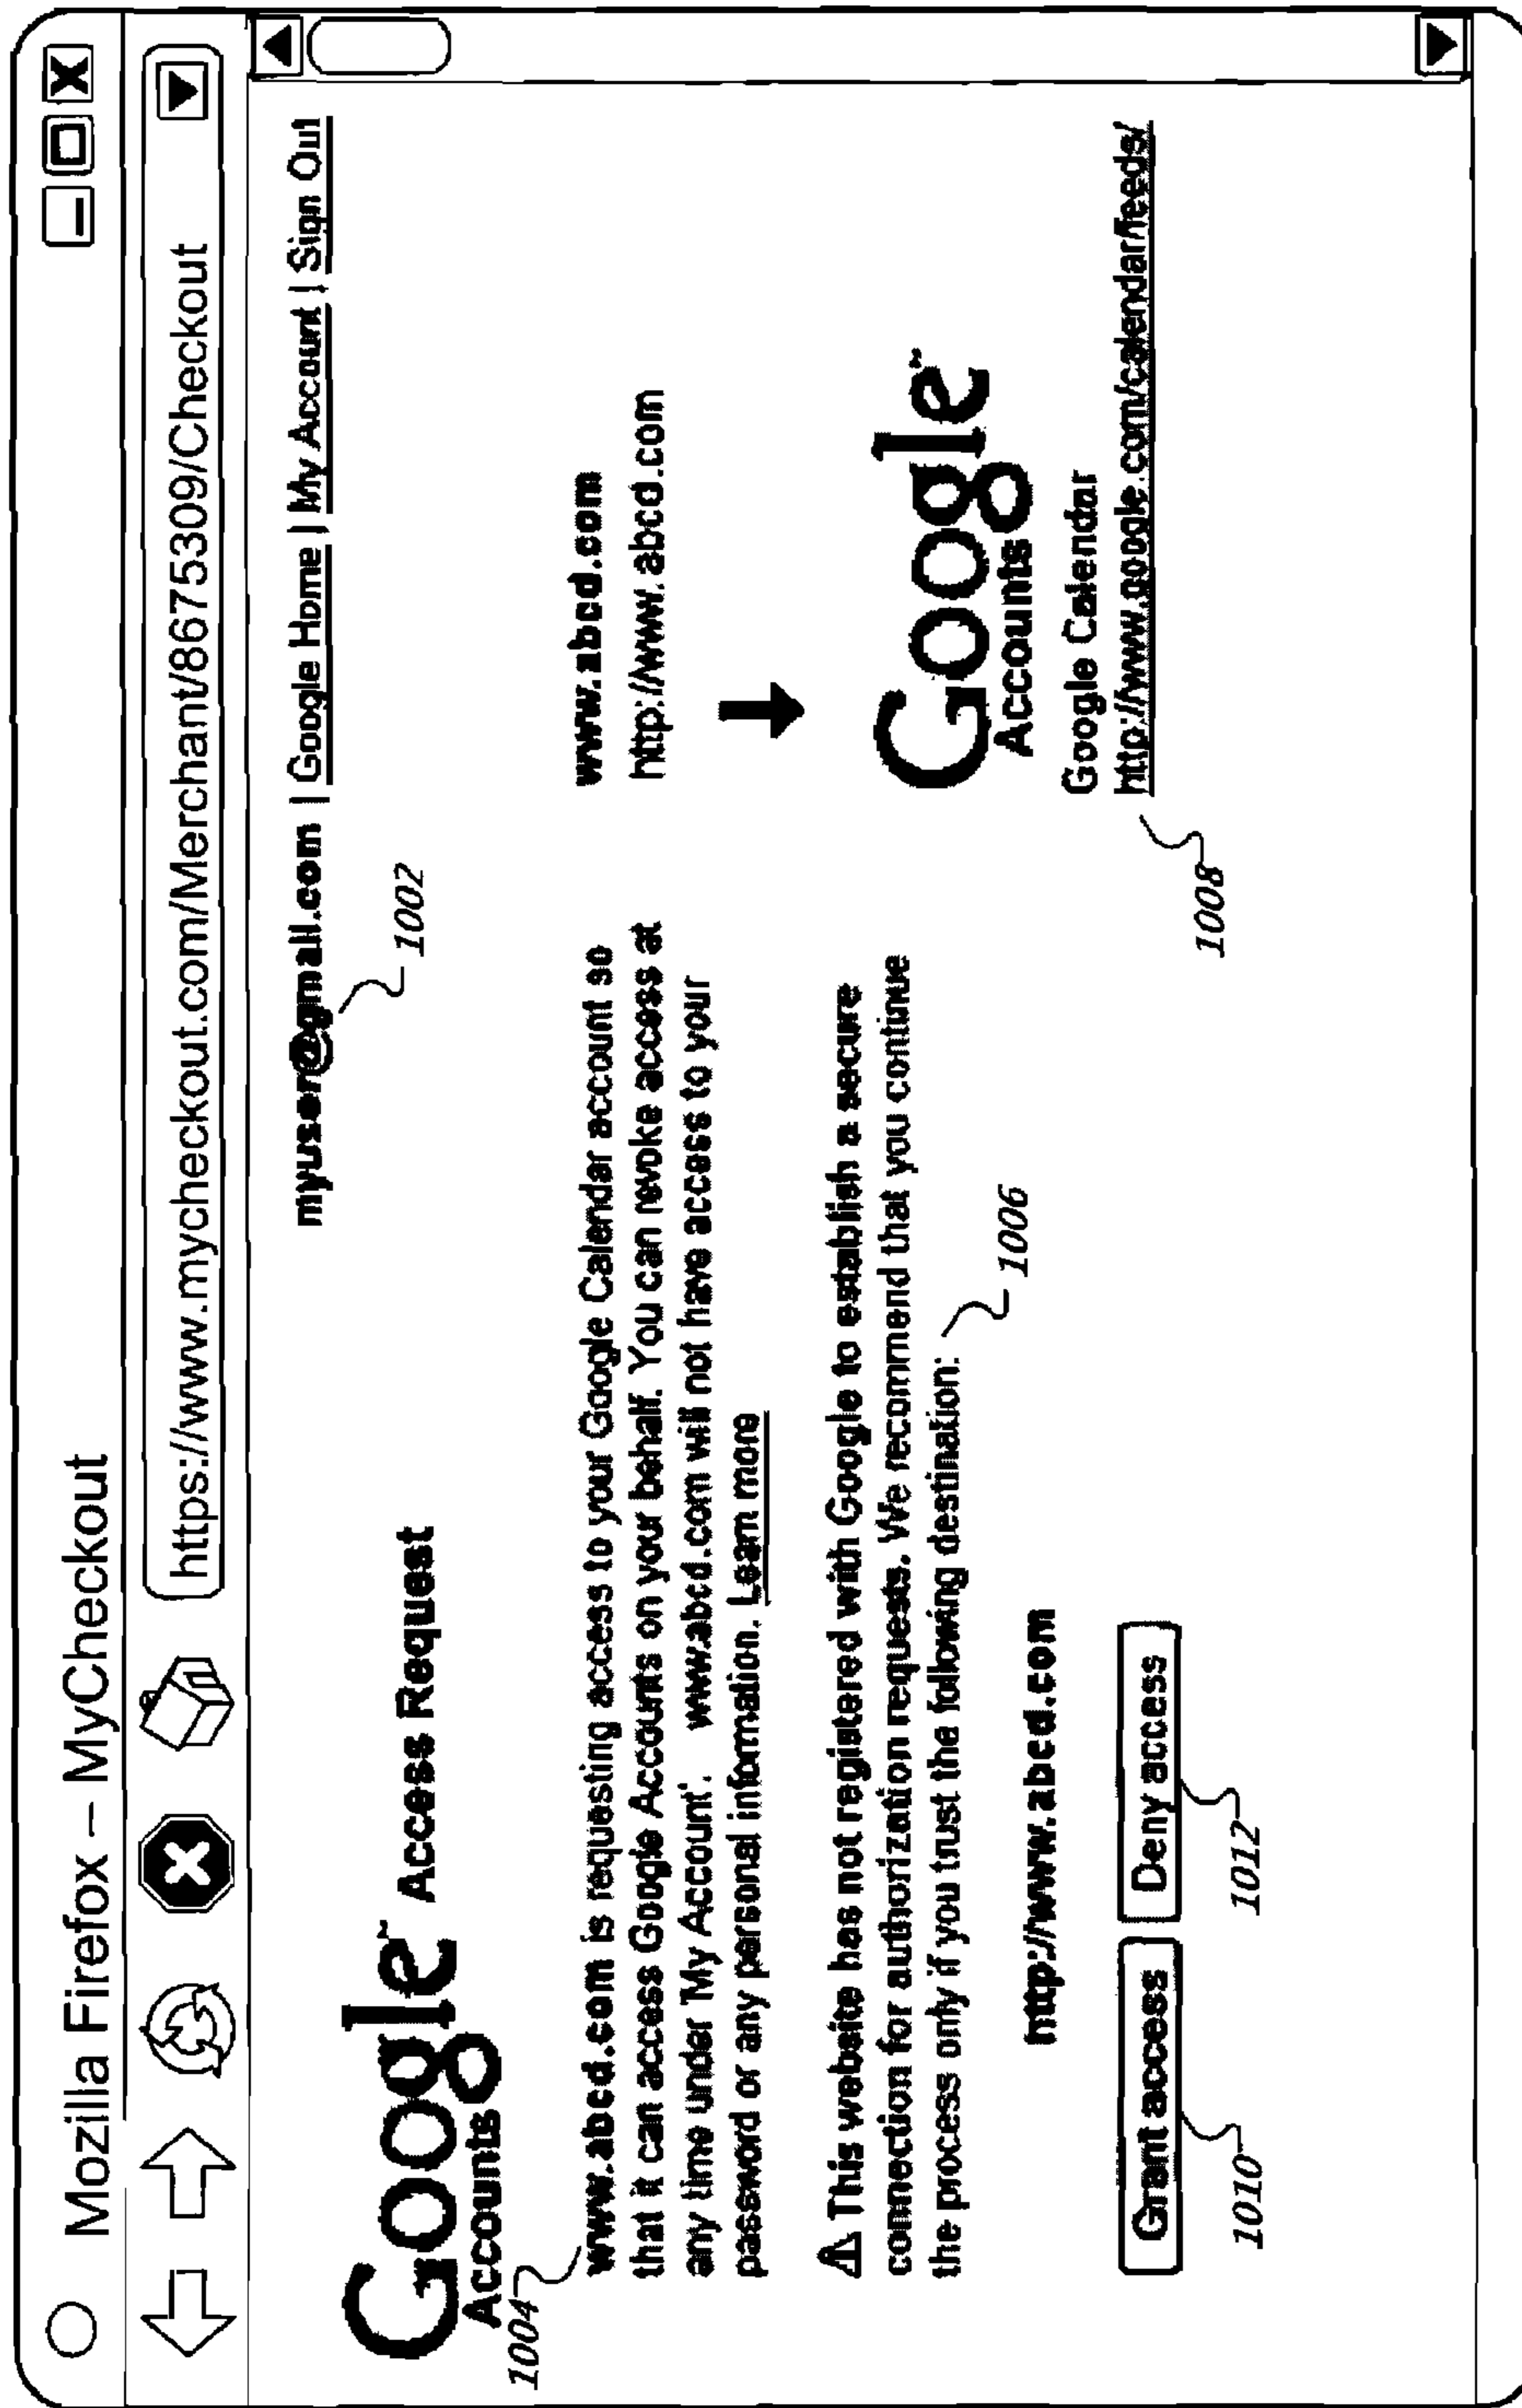 Mozilla Firefox – MyCheckout
https://www.mycheckout.com/Merchant/8675309/Checkout
myuser@gmail.com | Google Home | My Account | Sign Out
1002
Google™
Accounts
Access Request
1004
www.abcd.com is requesting access to your Google Calendar account so
that it can access Google Accounts on your behalf. You can revoke access at
any time under 'My Account'. www.abcd.com will not have access to your
password or any personal information. Learn more
⚠ This website has not registered with Google to establish a secure
connection for authorization requests. We recommend that you continue
the process only if you trust the following destination:
1006
http://www.abcd.com
Grant access
Deny access
1010
1012
www.abcd.com
http://www.abcd.com
Google™
Accounts
Google Calendar
http://www.google.com/calendar/feeds/
1008